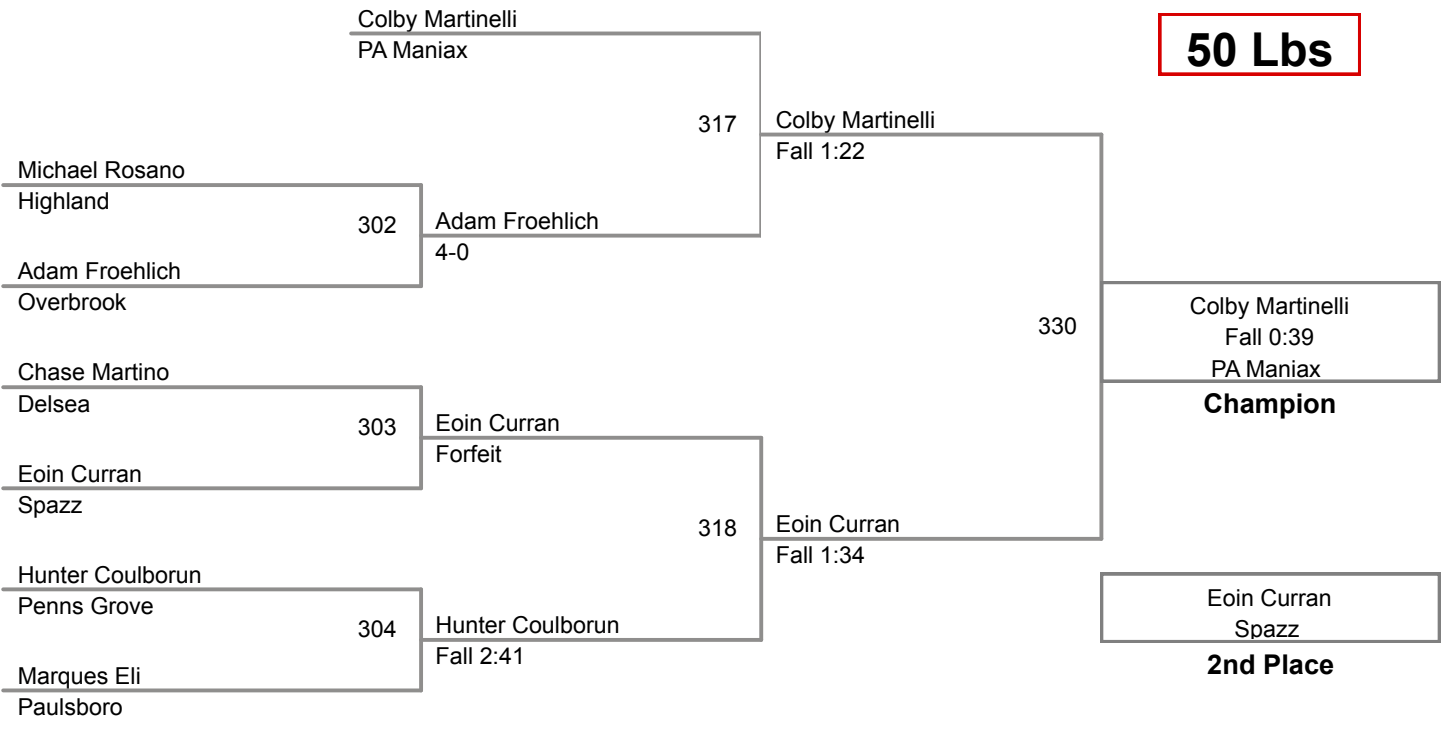 Colby Martinelli
PA Maniax
50 Lbs
317
Colby Martinelli
Fall 1:22
Michael Rosano
Highland
302
Adam Froehlich
4-0
Adam Froehlich
Overbrook
330
Colby Martinelli
Fall 0:39
PA Maniax
Champion
Chase Martino
Delsea
303
Eoin Curran
Forfeit
Eoin Curran
Spazz
318
Eoin Curran
Fall 1:34
Hunter Coulborun
Penns Grove
304
Hunter Coulborun
Fall 2:41
Marques Eli
Paulsboro
Eoin Curran
Spazz
2nd Place